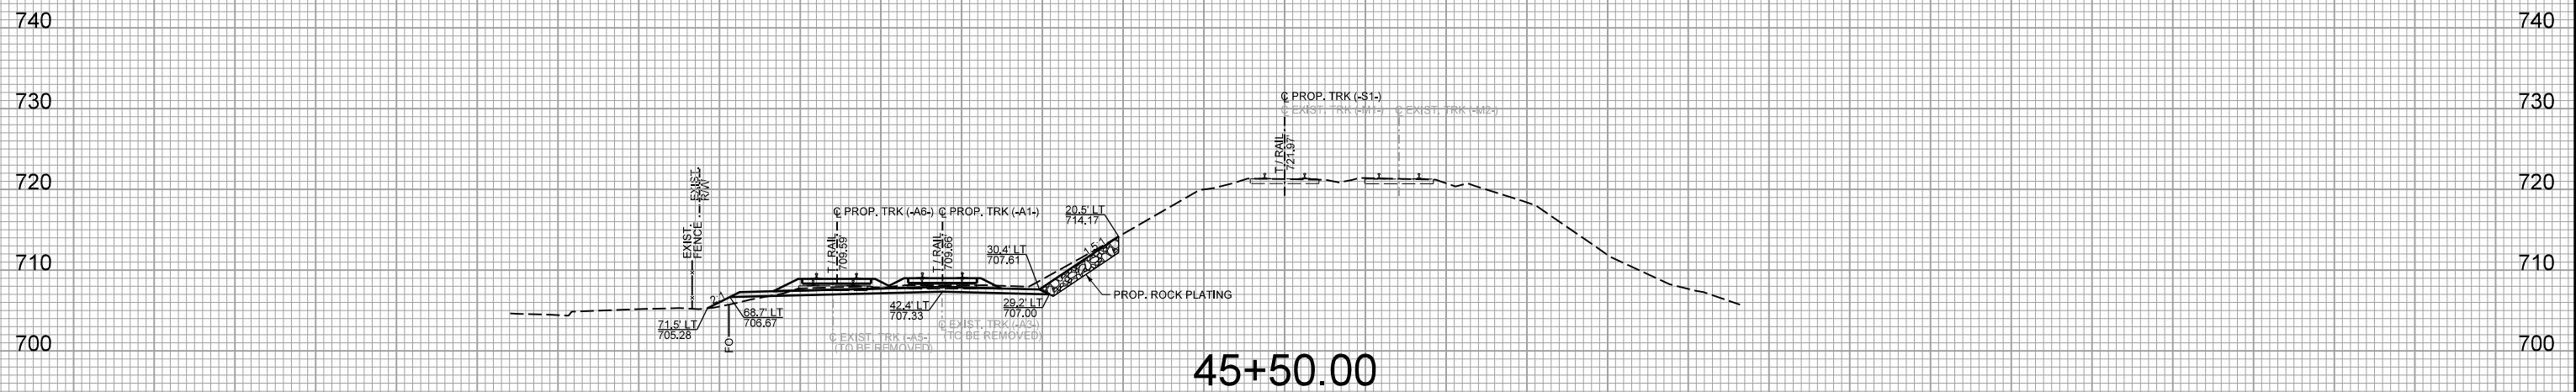 740
740
730
730
720
720
710
710
700
700
℄ PROP. TRK (-S1-)
℄ EXIST. TRK (-M1-)
℄ EXIST. TRK (-M2-)
T / RAIL
721.97'
EXIST.
R/W
EXIST.
FENCE
℄ PROP. TRK (-A6-)
℄ PROP. TRK (-A1-)
T / RAIL
709.59'
T / RAIL
709.66'
20.5' LT
714.17
30.4' LT
707.61
1.5:1
2:1
PROP. ROCK PLATING
71.5' LT
705.28
68.7' LT
706.67
42.4' LT
707.33
29.2' LT
707.00
FO
℄ EXIST. TRK (-A5-)
(TO BE REMOVED)
℄ EXIST. TRK (-A3-)
(TO BE REMOVED)
45+50.00